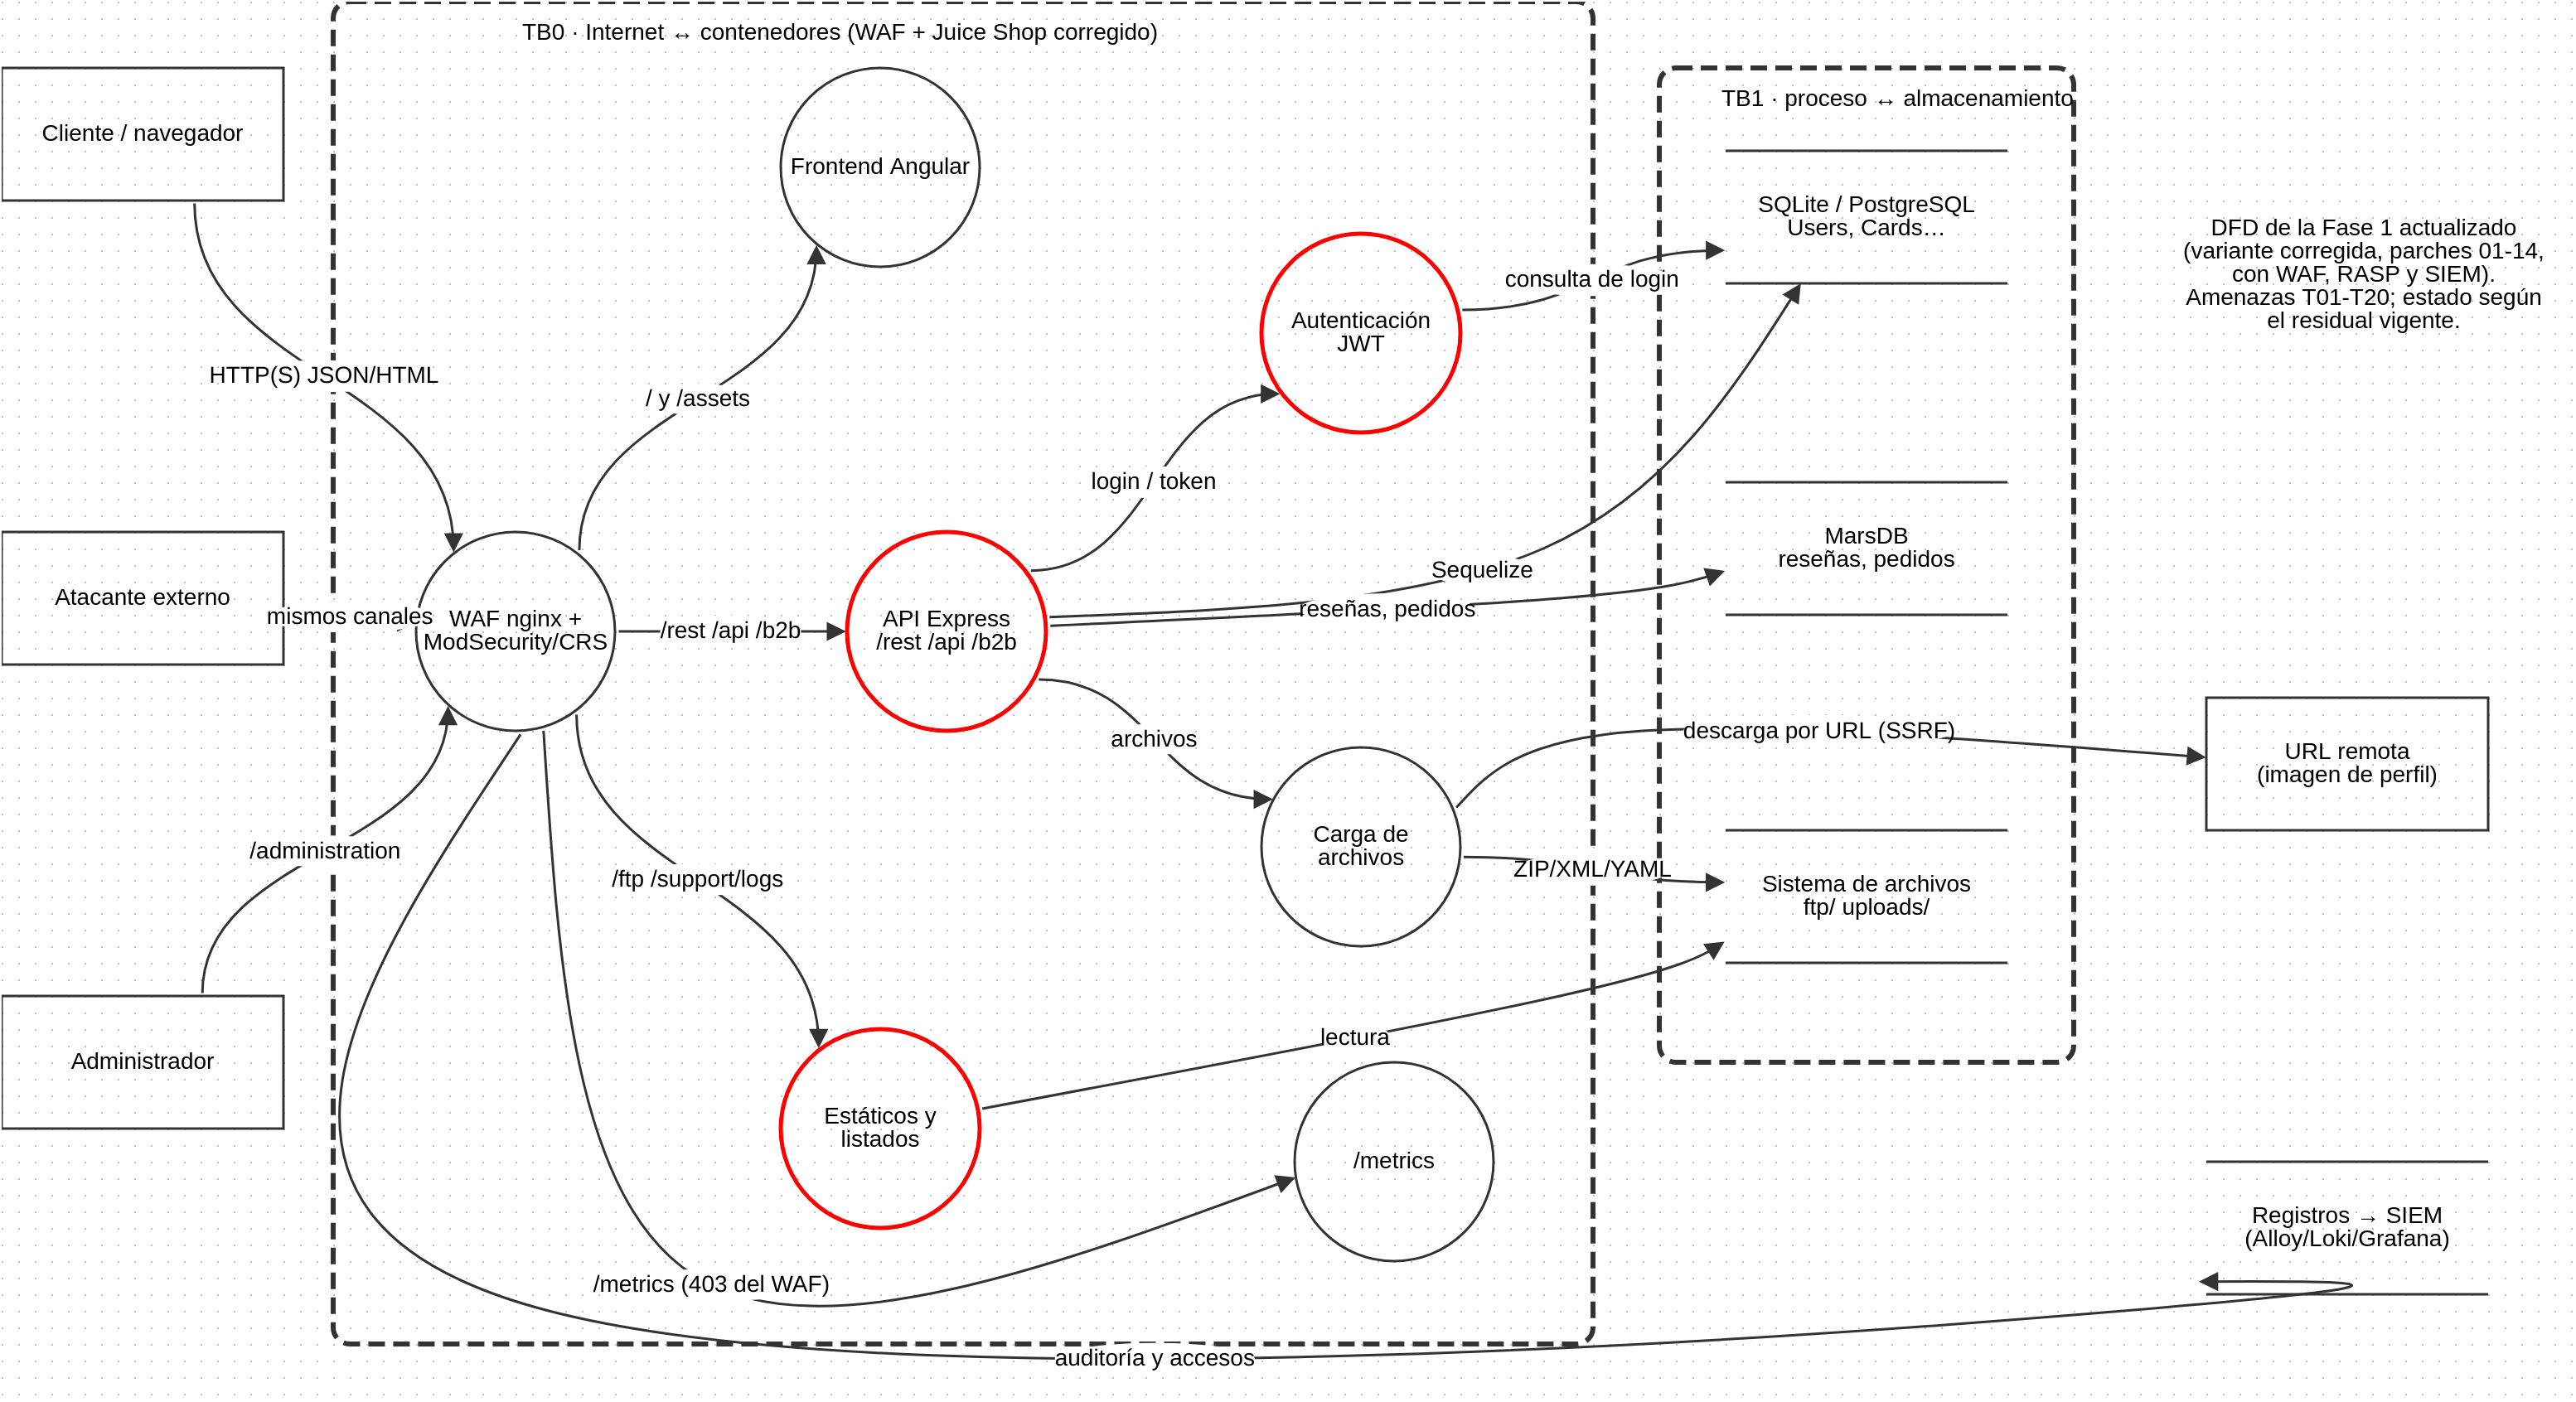 TB0 · Internet ↔ contenedores (WAF + Juice Shop corregido)
TB1 · proceso ↔ almacenamiento
Cliente / navegador
Frontend Angular
SQLite / PostgreSQL
Users, Cards…
DFD de la Fase 1 actualizado
(variante corregida, parches 01-14,
con WAF, RASP y SIEM).
Amenazas T01-T20; estado según
el residual vigente.
consulta de login
Autenticación
JWT
HTTP(S) JSON/HTML
/ y /assets
login / token
MarsDB
reseñas, pedidos
Sequelize
reseñas, pedidos
Atacante externo
mismos canales
WAF nginx +
ModSecurity/CRS
/rest /api /b2b
API Express
/rest /api /b2b
archivos
descarga por URL (SSRF)
URL remota
(imagen de perfil)
Carga de
archivos
ZIP/XML/YAML
Sistema de archivos
ftp/ uploads/
/administration
/ftp /support/logs
Administrador
lectura
Estáticos y
listados
/metrics
Registros → SIEM
(Alloy/Loki/Grafana)
/metrics (403 del WAF)
auditoría y accesos